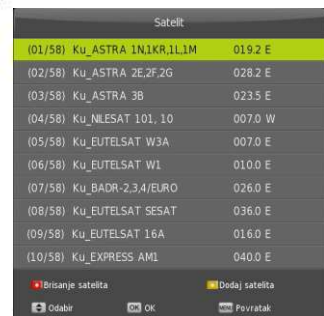 Satelit
(01/58) Ku_ASTRA 1N,1KR,1L,1M 019.2 E
(02/58) Ku_ASTRA 2E,2F,2G 028.2 E
(03/58) Ku_ASTRA 3B 023.5 E
(04/58) Ku_NILESAT 101, 10 007.0 W
(05/58) Ku_EUTELSAT W3A 007.0 E
(06/58) Ku_EUTELSAT W1 010.0 E
(07/58) Ku_BADR-2,3,4/EURO 026.0 E
(08/58) Ku_EUTELSAT SESAT 036.0 E
(09/58) Ku_EUTELSAT 16A 016.0 E
(10/58) Ku_EXPRESS AM1 040.0 E
Brisanje satelita Dodaj satelita
Odabir OK OK MENU Povratak